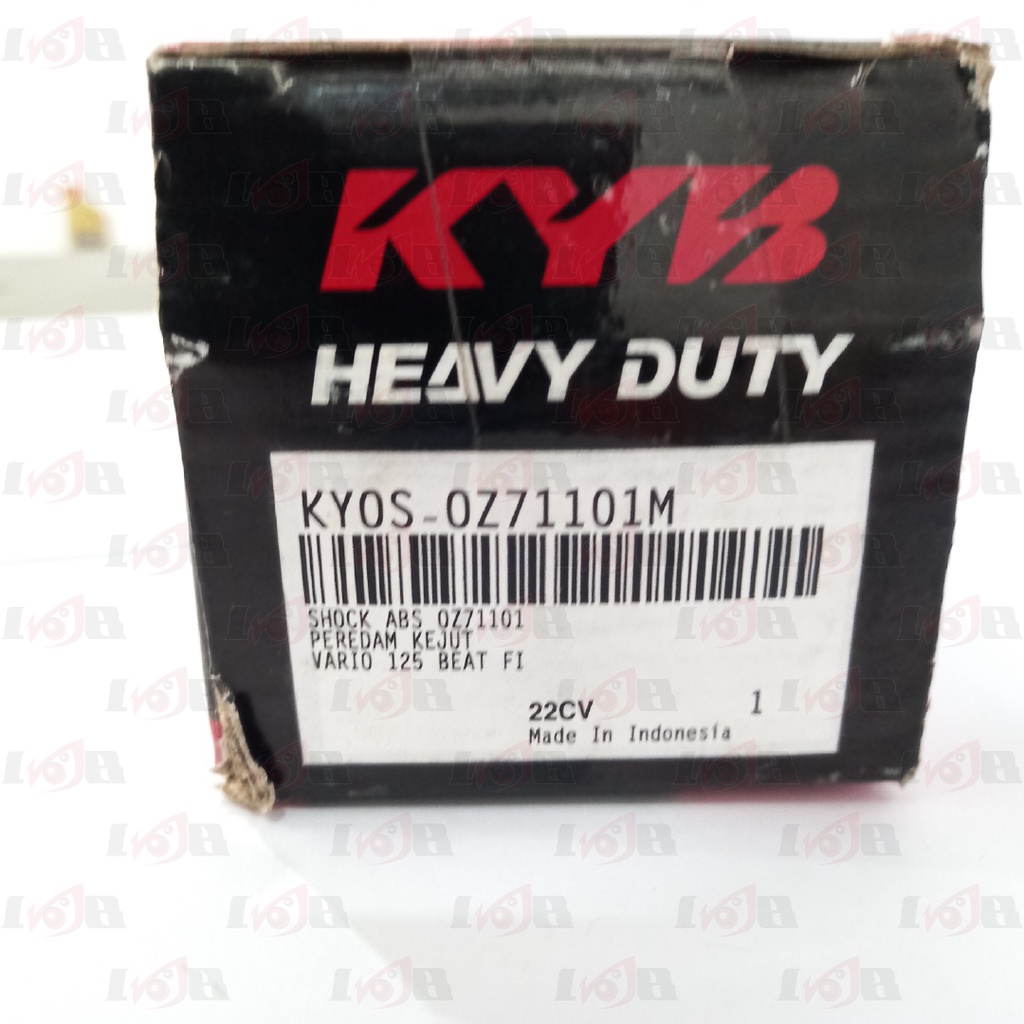 KYB
HEAVY DUTY
KYOS-OZ71101M
SHOCK ABS OZ71101
PEREDAM KEJUT
VARIO 125 BEAT FI
22CV 1
Made In Indonesia